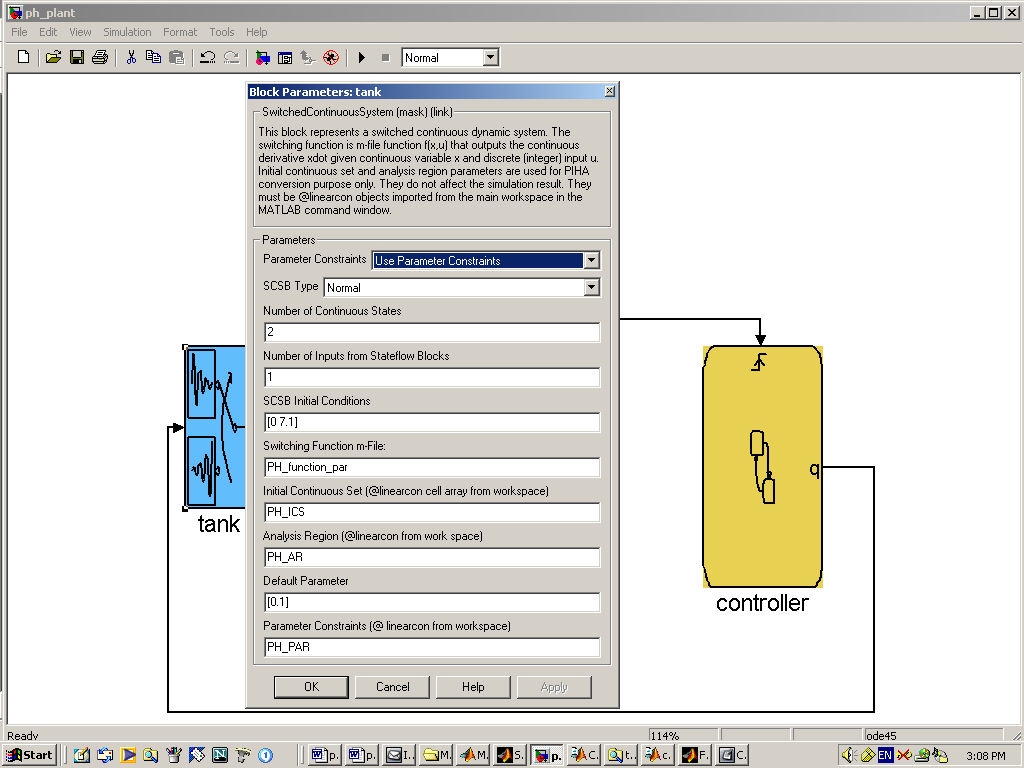 ph_plant
File Edit View Simulation Format Tools Help
Normal
Block Parameters: tank
SwitchedContinuousSystem (mask) (link)
This block represents a switched continuous dynamic system. The
switching function is m-file function f(x,u) that outputs the continuous
derivative xdot given continuous variable x and discrete (integer) input u.
Initial continuous set and analysis region parameters are used for PIHA
conversion purpose only. They do not affect the simulation result. They
must be @linearcon objects imported from the main workspace in the
MATLAB command window.
Parameters
Parameter Constraints Use Parameter Constraints
SCSB Type Normal
Number of Continuous States
2
Number of Inputs from Stateflow Blocks
1
SCSB Initial Conditions
[0 7.1]
Switching Function m-File:
PH_function_par
Initial Continuous Set (@linearcon cell array from workspace)
PH_ICS
Analysis Region (@linearcon from work space)
PH_AR
Default Parameter
[0.1]
Parameter Constraints (@ linearcon from workspace)
PH_PAR
OK Cancel Help Apply
tank
q
controller
Ready 114% ode45
Start p. p. I.. M. M. S. p. C. t.. c. F. C. EN 3:08 PM